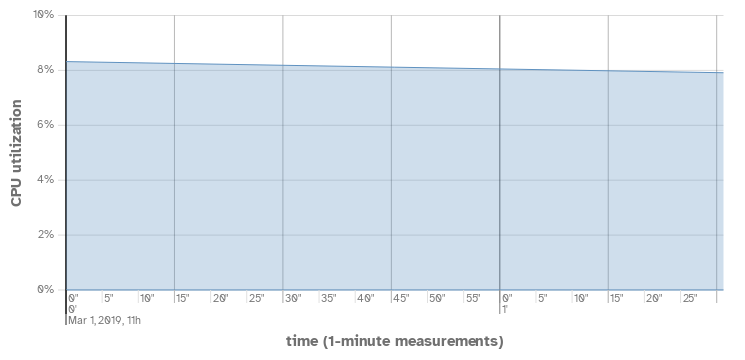 10%
8%
6%
4%
2%
0%
CPU utilization
0" 5" 10" 15" 20" 25" 30" 35" 40" 45" 50" 55" 0" 5" 10" 15" 20" 25"
0' 1'
Mar 1, 2019, 11h
time (1-minute measurements)